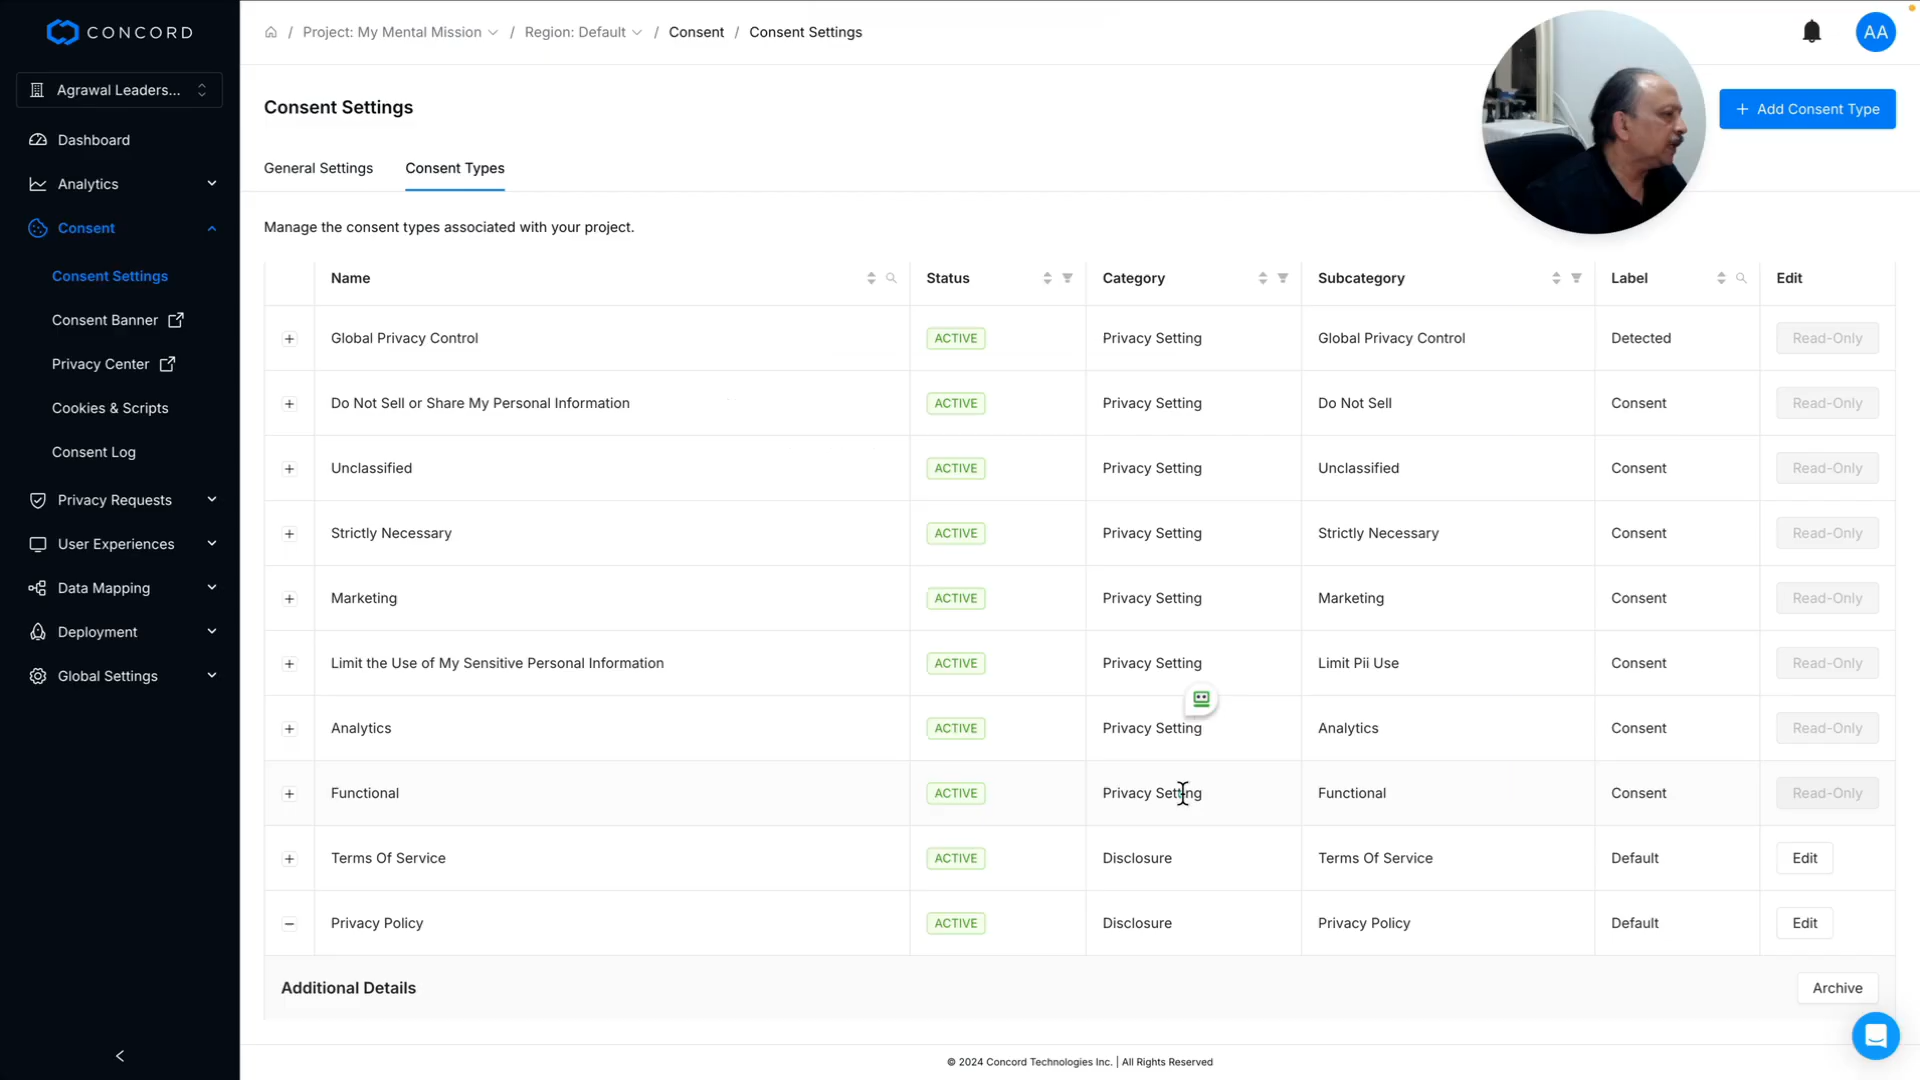 CONCORD
Agrawal Leaders...
Dashboard
Analytics
Consent
Consent Settings
Consent Banner
Privacy Center
Cookies & Scripts
Consent Log
Privacy Requests
User Experiences
Data Mapping
Deployment
Global Settings
/ Project: My Mental Mission / Region: Default / Consent / Consent Settings
AA
Consent Settings
+ Add Consent Type
General Settings Consent Types
Manage the consent types associated with your project.
Name Status Category Subcategory Label Edit
Global Privacy Control ACTIVE Privacy Setting Global Privacy Control Detected Read-Only
Do Not Sell or Share My Personal Information ACTIVE Privacy Setting Do Not Sell Consent Read-Only
Unclassified ACTIVE Privacy Setting Unclassified Consent Read-Only
Strictly Necessary ACTIVE Privacy Setting Strictly Necessary Consent Read-Only
Marketing ACTIVE Privacy Setting Marketing Consent Read-Only
Limit the Use of My Sensitive Personal Information ACTIVE Privacy Setting Limit Pii Use Consent Read-Only
Analytics ACTIVE Privacy Setting Analytics Consent Read-Only
Functional ACTIVE Privacy Setting Functional Consent Read-Only
Terms Of Service ACTIVE Disclosure Terms Of Service Default Edit
Privacy Policy ACTIVE Disclosure Privacy Policy Default Edit
Additional Details Archive
© 2024 Concord Technologies Inc. | All Rights Reserved